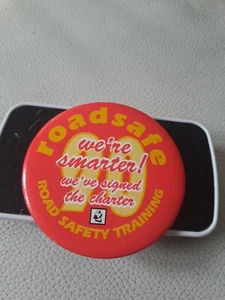 roadsafe
we're
smarter!
we've signed
the charter
ROAD SAFETY TRAINING